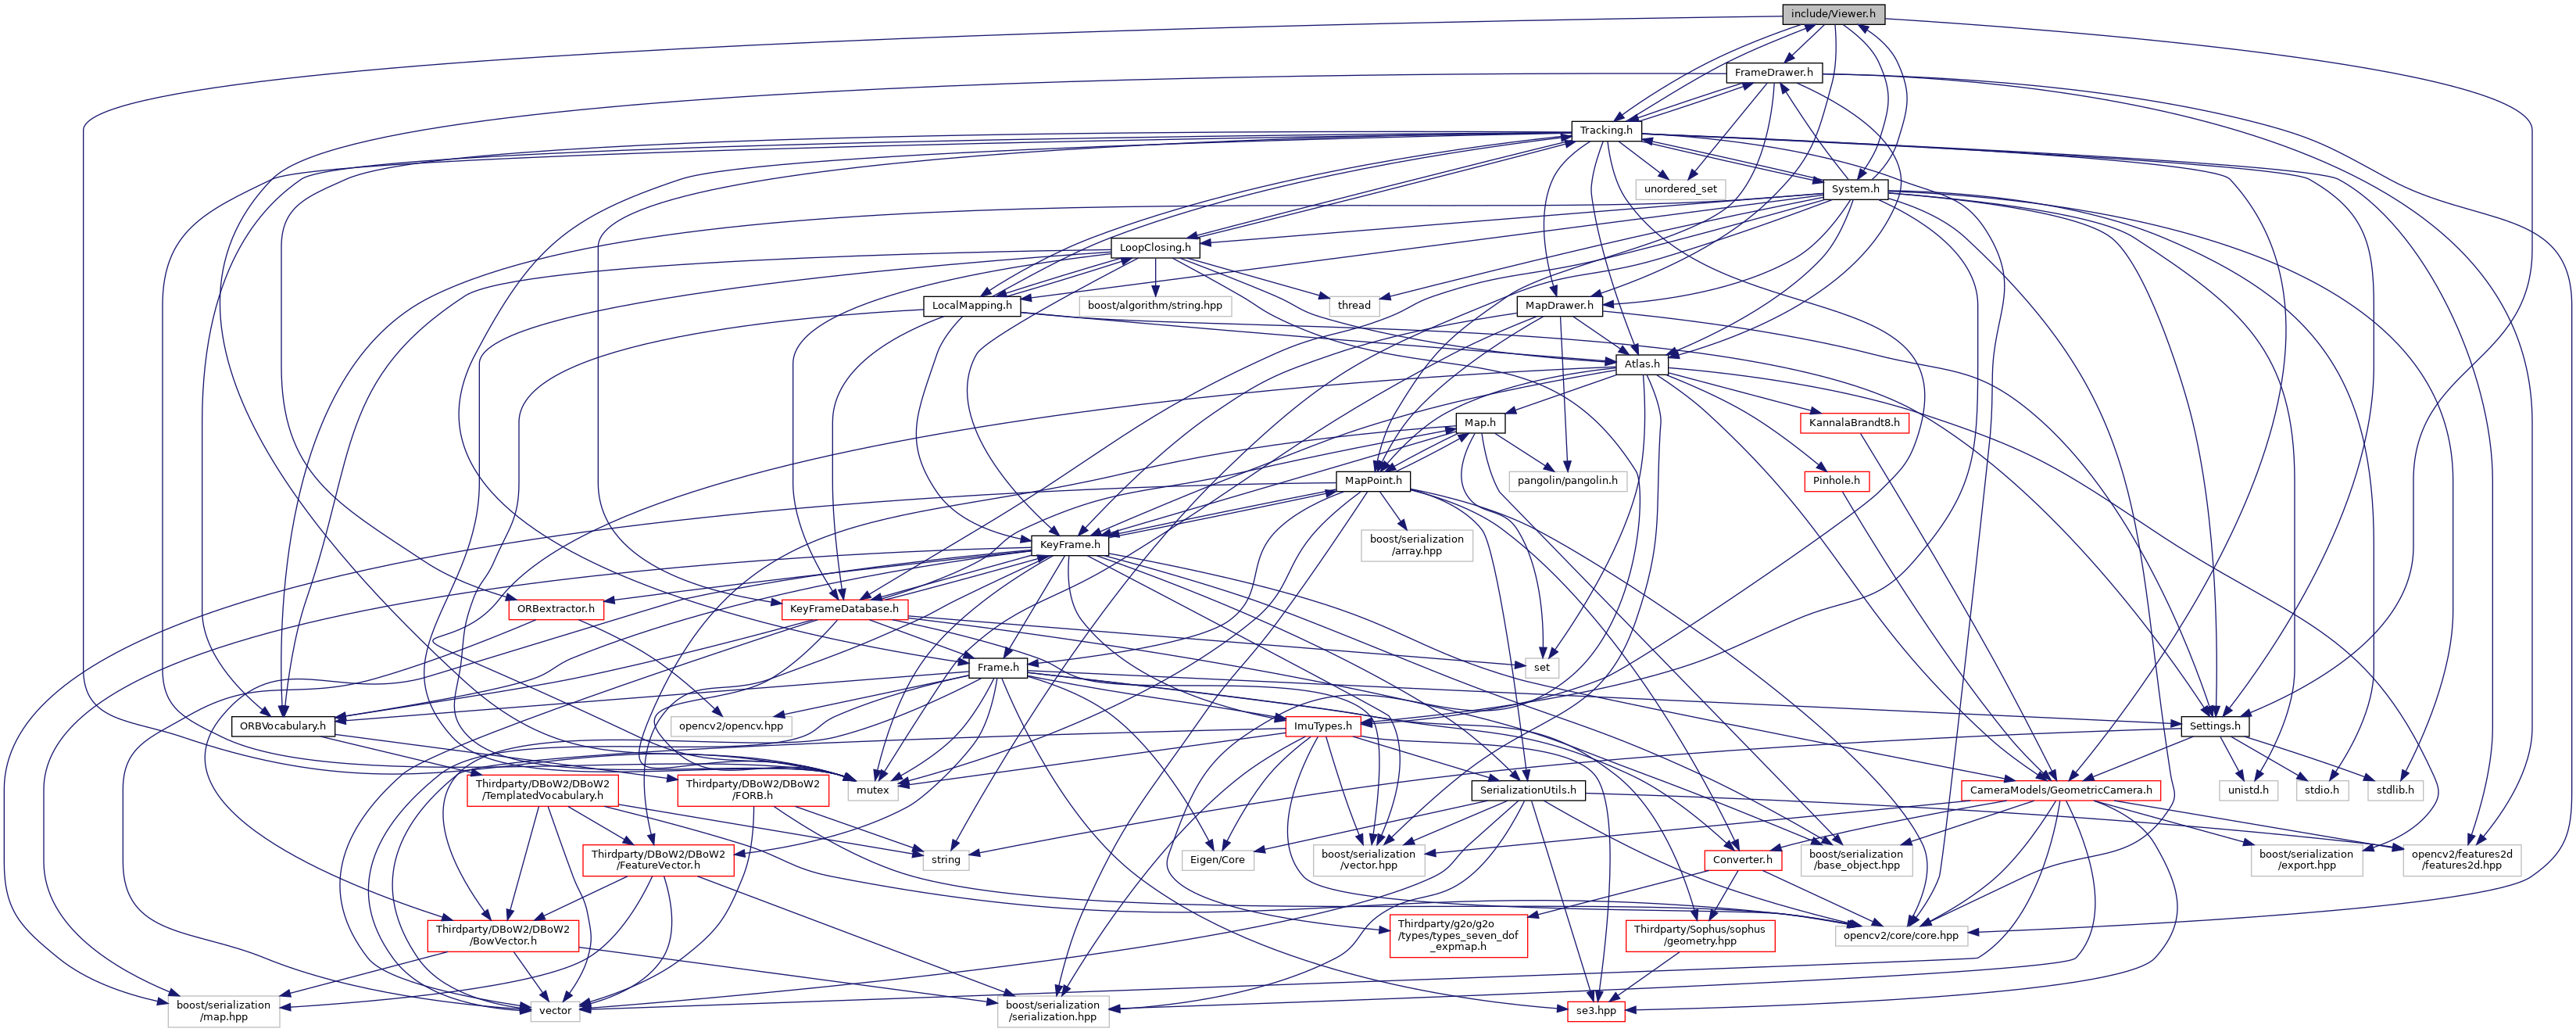 include/Viewer.h
FrameDrawer.h
Tracking.h
unordered_set
System.h
LoopClosing.h
LocalMapping.h
boost/algorithm/string.hpp
thread
MapDrawer.h
Atlas.h
Map.h
KannalaBrandt8.h
MapPoint.h
pangolin/pangolin.h
Pinhole.h
KeyFrame.h
boost/serialization
/array.hpp
ORBextractor.h
KeyFrameDatabase.h
Frame.h
set
ORBVocabulary.h
opencv2/opencv.hpp
ImuTypes.h
Settings.h
Thirdparty/DBoW2/DBoW2
/TemplatedVocabulary.h
Thirdparty/DBoW2/DBoW2
/FORB.h
mutex
SerializationUtils.h
CameraModels/GeometricCamera.h
unistd.h
stdio.h
stdlib.h
Thirdparty/DBoW2/DBoW2
/FeatureVector.h
string
Eigen/Core
boost/serialization
/vector.hpp
Converter.h
boost/serialization
/base_object.hpp
boost/serialization
/export.hpp
opencv2/features2d
/features2d.hpp
Thirdparty/DBoW2/DBoW2
/BowVector.h
Thirdparty/g2o/g2o
/types/types_seven_dof
_expmap.h
Thirdparty/Sophus/sophus
/geometry.hpp
opencv2/core/core.hpp
boost/serialization
/map.hpp
vector
boost/serialization
/serialization.hpp
se3.hpp